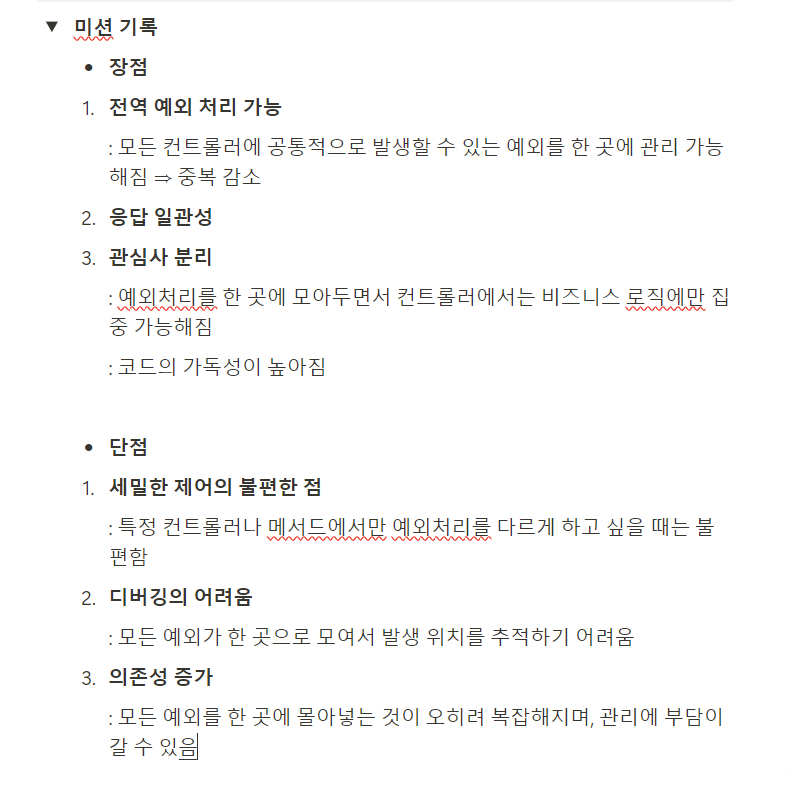 ▼ 미션 기록
• 장점
1. 전역 예외 처리 가능
: 모든 컨트롤러에 공통적으로 발생할 수 있는 예외를 한 곳에 관리 가능
해짐 ⇒ 중복 감소
2. 응답 일관성
3. 관심사 분리
: 예외처리를 한 곳에 모아두면서 컨트롤러에서는 비즈니스 로직에만 집
중 가능해짐
: 코드의 가독성이 높아짐
• 단점
1. 세밀한 제어의 불편한 점
: 특정 컨트롤러나 메서드에서만 예외처리를 다르게 하고 싶을 때는 불
편함
2. 디버깅의 어려움
: 모든 예외가 한 곳으로 모여서 발생 위치를 추적하기 어려움
3. 의존성 증가
: 모든 예외를 한 곳에 몰아넣는 것이 오히려 복잡해지며, 관리에 부담이
갈 수 있음